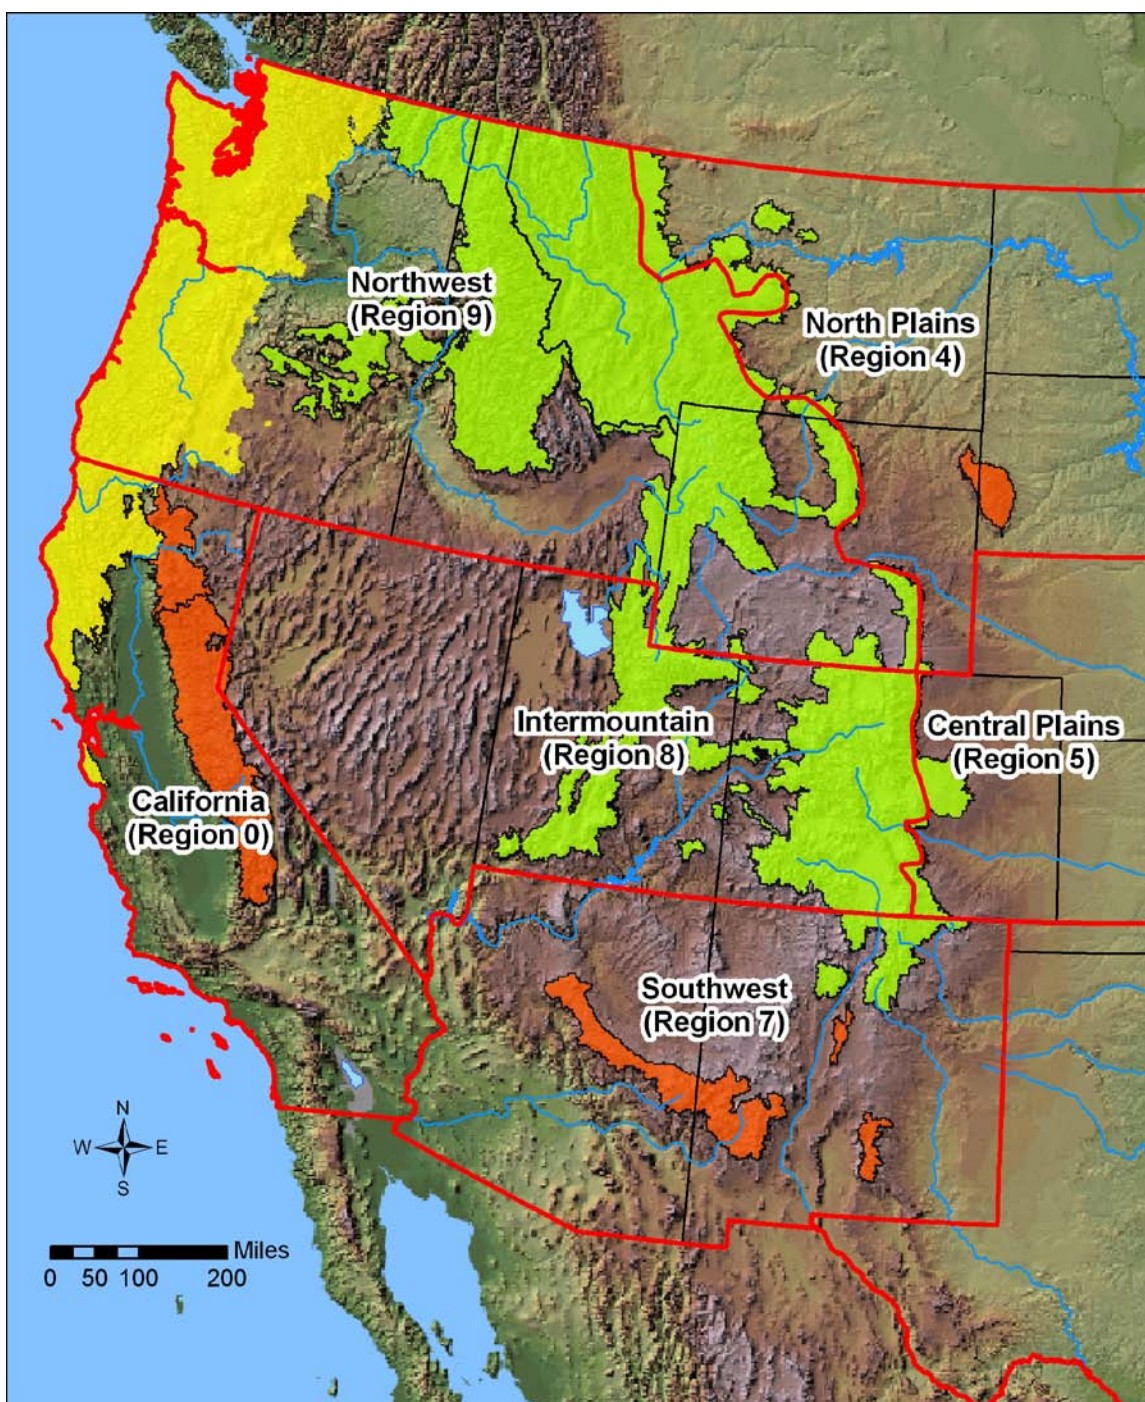 Northwest
(Region 9)
North Plains
(Region 4)
Intermountain
(Region 8)
Central Plains
(Region 5)
California
(Region 0)
Southwest
(Region 7)
N
W E
S
Miles
0 50 100 200